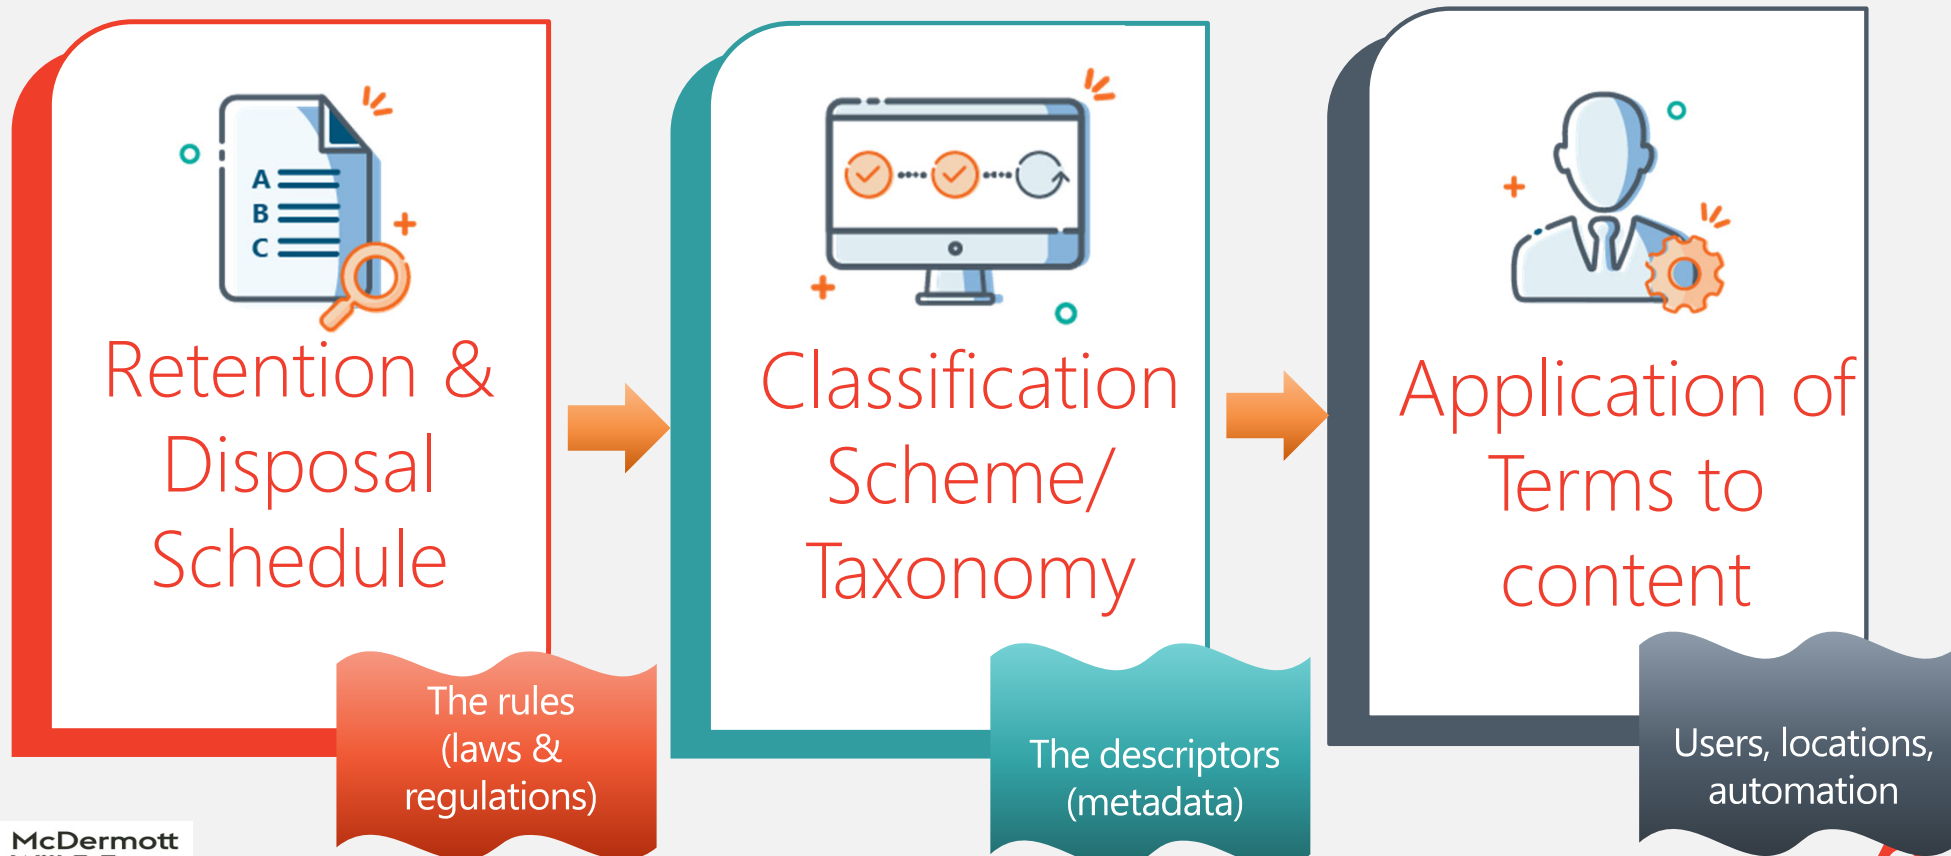 A
B
C
Retention &
Disposal
Schedule
The rules
(laws &
regulations)
Classification
Scheme/
Taxonomy
The descriptors
(metadata)
Application of
Terms to
content
Users, locations,
automation
McDermott